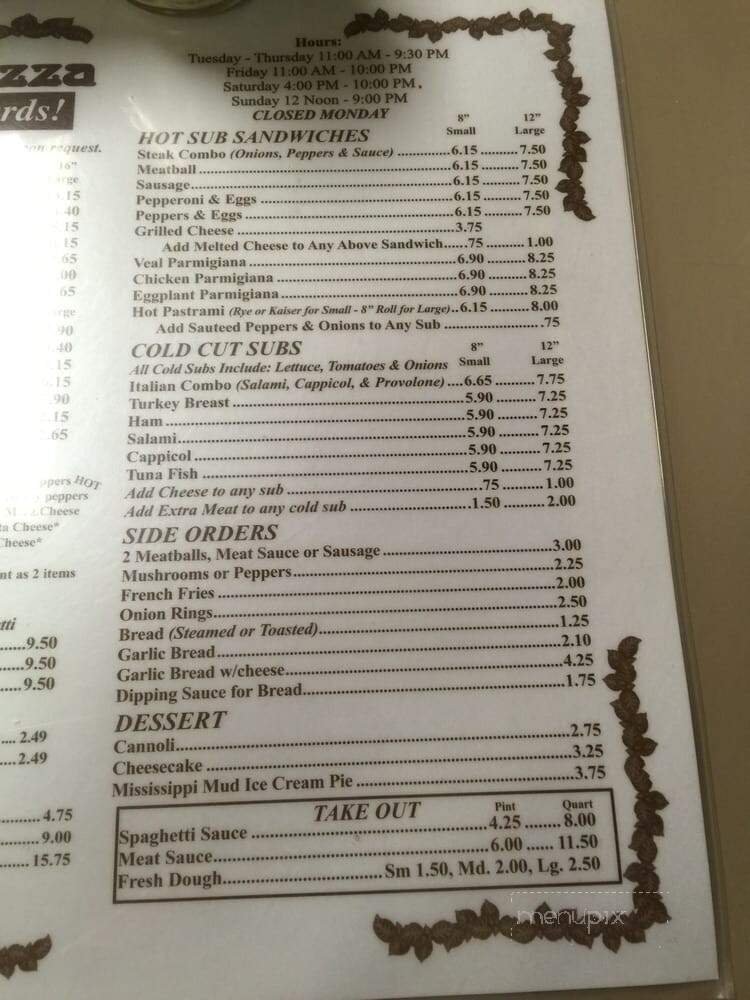 zza
rds!
request.
16"
.15
.40
.15
.15
.65
.00
.65
.90
.40
.15
.15
.90
.15
.65
HOT
peppers
Cheese
Cheese*
Cheese*
nt as 2 items
tti
......9.50
......9.50
......9.50
.... 2.49
.....2.49
......... 4.75
......... 9.00
....... 15.75
Hours:
Tuesday - Thursday 11:00 AM - 9:30 PM
Friday 11:00 AM - 10:00 PM
Saturday 4:00 PM - 10:00 PM.
Sunday 12 Noon - 9:00 PM
CLOSED MONDAY
HOT SUB SANDWICHES 8" Small 12" Large
Steak Combo (Onions, Peppers & Sauce) ............6.15 ..........7.50
Meatball ............6.15 ..........7.50
Sausage............6.15 ..........7.50
Pepperoni & Eggs ............6.15 ..........7.50
Peppers & Eggs ............6.15 ..........7.50
Grilled Cheese ............3.75
Add Melted Cheese to Any Above Sandwich......75 .......... 1.00
Veal Parmigiana ............6.90 ..........8.25
Chicken Parmigiana ............6.90 ..........8.25
Eggplant Parmigiana............6.90 ..........8.25
Hot Pastrami (Rye or Kaiser for Small - 8" Roll for Large)..6.15 .......... 8.00
Add Sauteed Peppers & Onions to Any Sub .......................75
COLD CUT SUBS 8" Small 12" Large
All Cold Subs Include: Lettuce, Tomatoes & Onions
Italian Combo (Salami, Cappicol, & Provolone) ....6.65 ..........7.75
Turkey Breast ............5.90 ..........7.25
Ham ............5.90 ..........7.25
Salami............5.90 ..........7.25
Cappicol ............5.90 ..........7.25
Tuna Fish ............5.90 ..........7.25
Add Cheese to any sub .............75 .......... 1.00
Add Extra Meat to any cold sub ............1.50 .......... 2.00
SIDE ORDERS
2 Meatballs, Meat Sauce or Sausage ............3.00
Mushrooms or Peppers............2.25
French Fries ............2.00
Onion Rings............2.50
Bread (Steamed or Toasted)............1.25
Garlic Bread............2.10
Garlic Bread w/cheese............4.25
Dipping Sauce for Bread............1.75
DESSERT
Cannoli............2.75
Cheesecake ............3.25
Mississippi Mud Ice Cream Pie ............3.75
TAKE OUT Pint Quart
Spaghetti Sauce ............4.25 ........ 8.00
Meat Sauce............6.00 ...... 11.50
Fresh Dough............Sm 1.50, Md. 2.00, Lg. 2.50
menupix